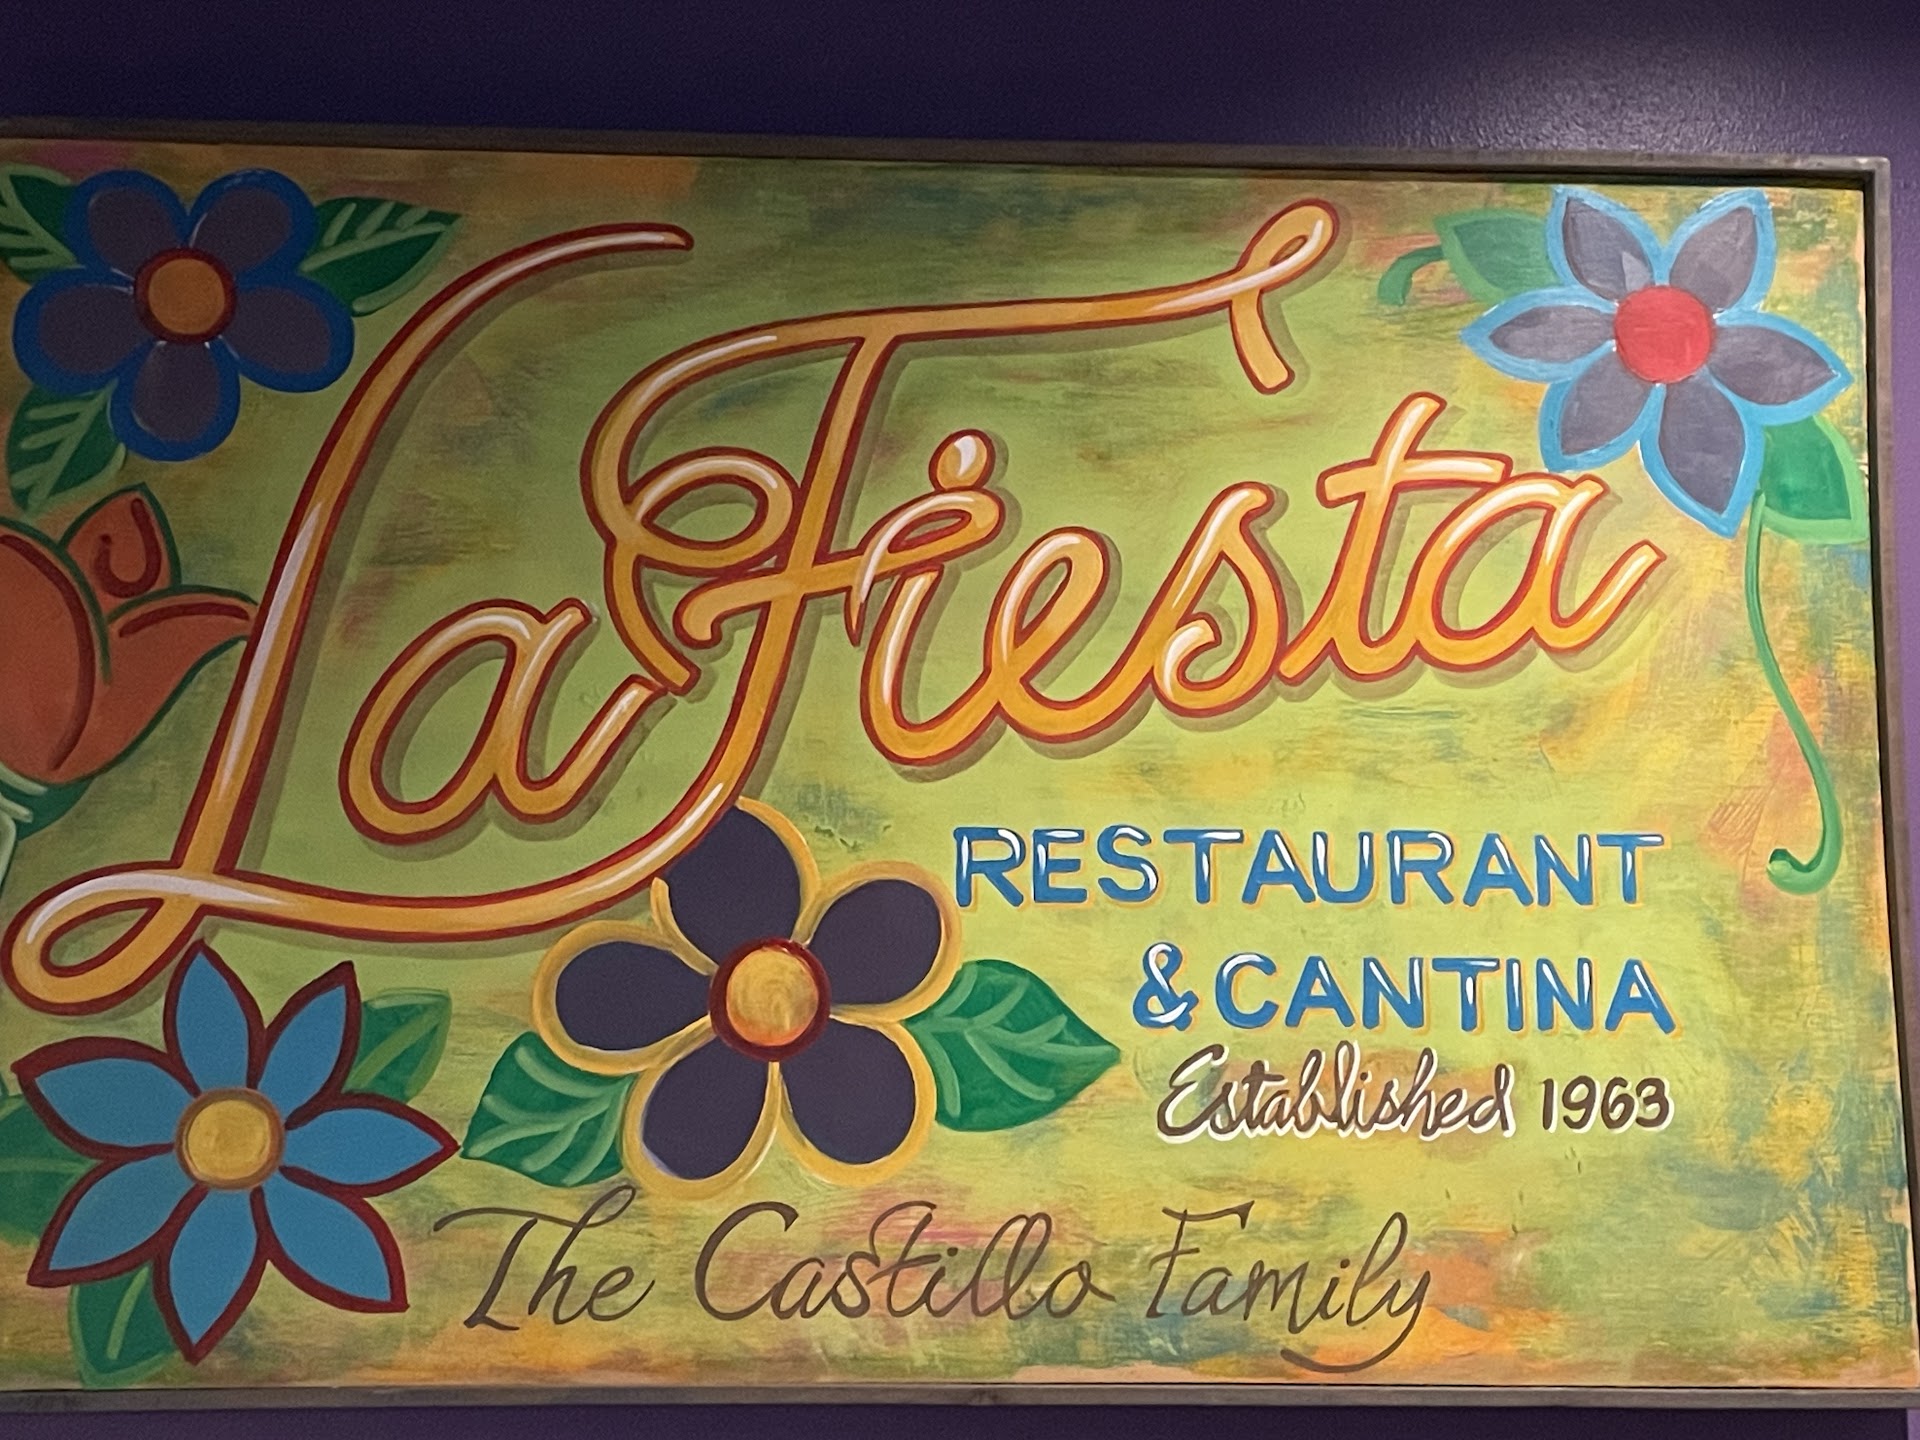 La Fiesta
RESTAURANT
& CANTINA
Established 1963
The Castillo Family